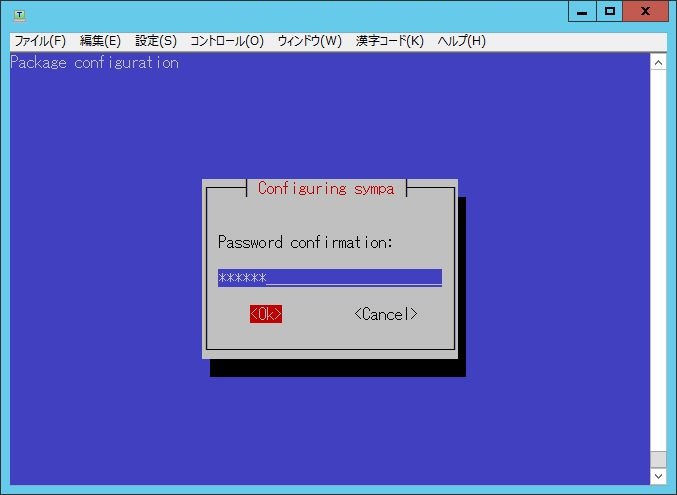 ファイル(F) 編集(E) 設定(S) コントロール(O) ウィンドウ(W) 漢字コード(K) ヘルプ(H)
Package configuration
Configuring sympa
Password confirmation:
******
<Ok> <Cancel>